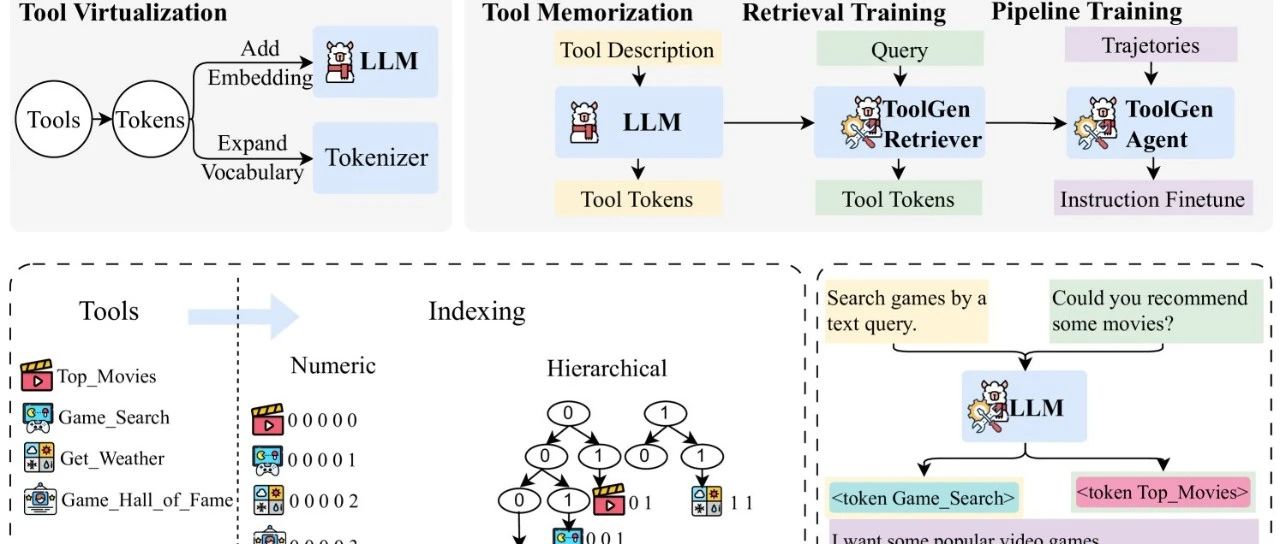 Tool Virtualization
Add
Embedding
LLM
Tools
Tokens
Expand
Vocabulary
Tokenizer
Tool Memorization
Retrieval Training
Pipeline Training
Tool Description
Query
Trajetories
LLM
ToolGen
Retriever
ToolGen
Agent
Tool Tokens
Tool Tokens
Instruction Finetune
Tools
Indexing
Numeric
Hierarchical
Top_Movies
Game_Search
Get_Weather
Game_Hall_of_Fame
0 0 0 0 0
0 0 0 0 1
0 0 0 0 2
0 0 0 0 3
0
1
0
1
0
1
0
1
0 1
1 1
0 0 1
Search games by a
text query.
Could you recommend
some movies?
LLM
<token Game_Search>
<token Top_Movies>
I want some popular video games